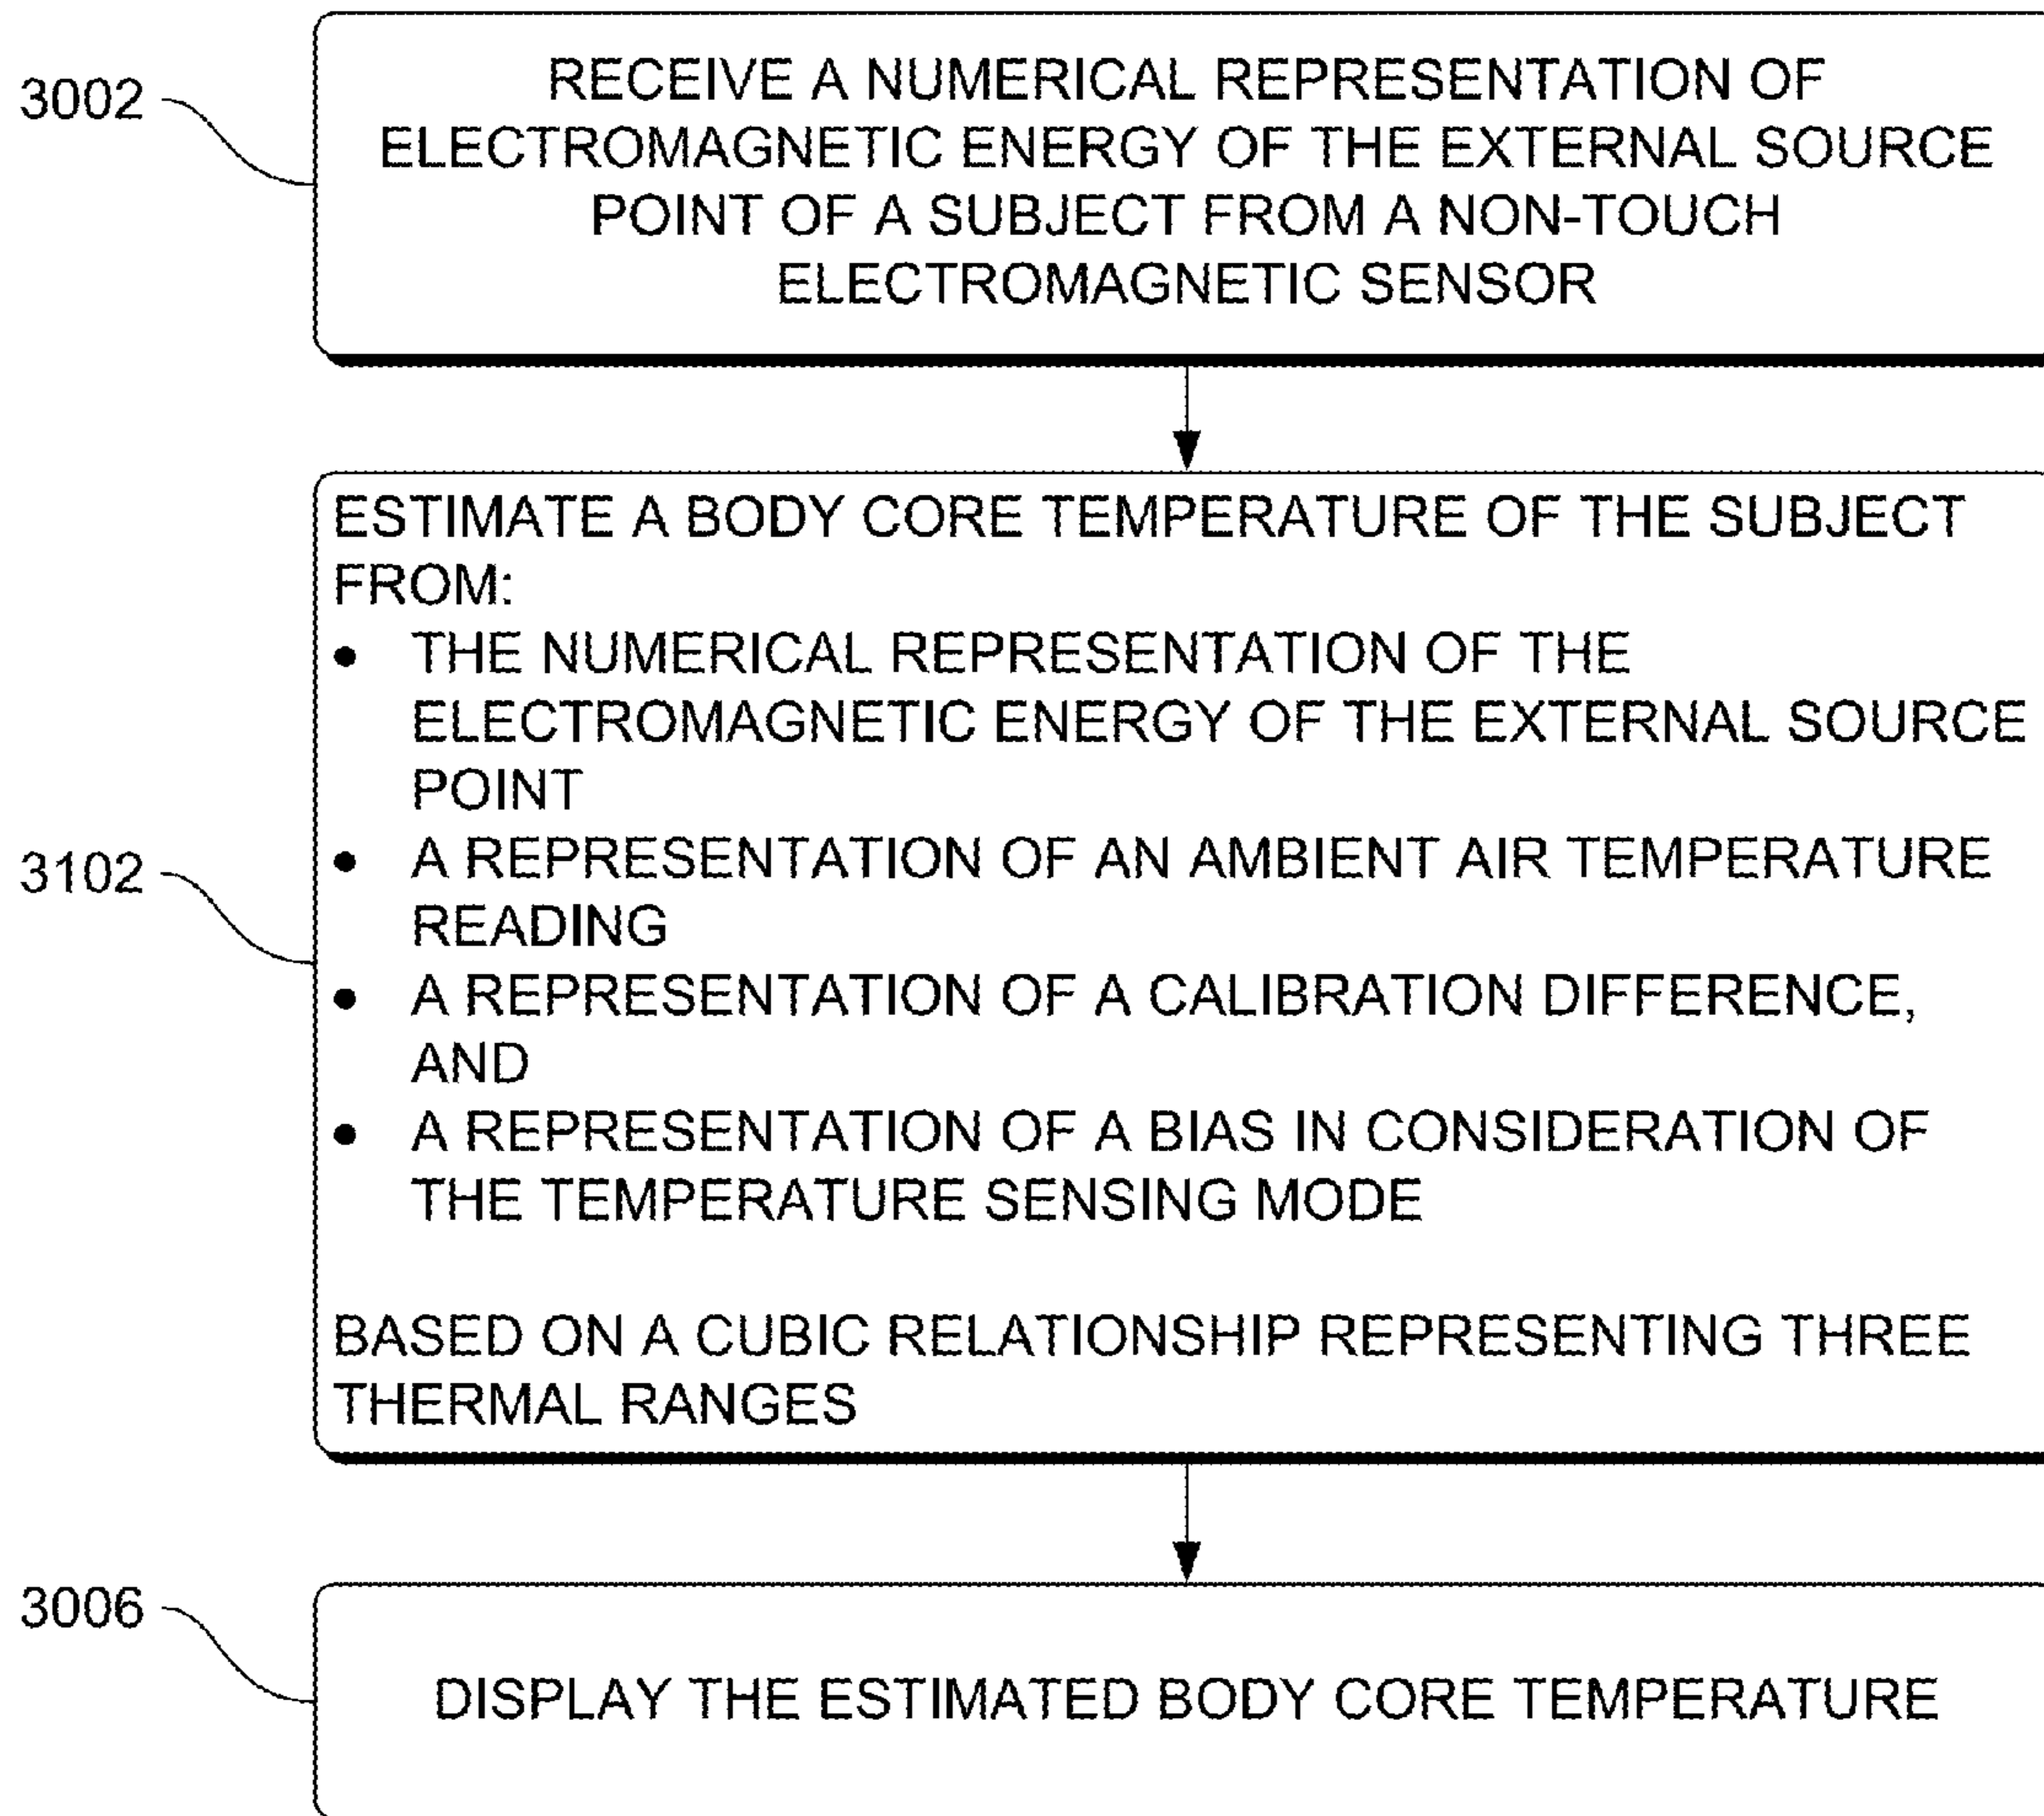 3002
RECEIVE A NUMERICAL REPRESENTATION OF
ELECTROMAGNETIC ENERGY OF THE EXTERNAL SOURCE
POINT OF A SUBJECT FROM A NON-TOUCH
ELECTROMAGNETIC SENSOR
3102
ESTIMATE A BODY CORE TEMPERATURE OF THE SUBJECT
FROM:
• THE NUMERICAL REPRESENTATION OF THE
ELECTROMAGNETIC ENERGY OF THE EXTERNAL SOURCE
POINT
• A REPRESENTATION OF AN AMBIENT AIR TEMPERATURE
READING
• A REPRESENTATION OF A CALIBRATION DIFFERENCE,
AND
• A REPRESENTATION OF A BIAS IN CONSIDERATION OF
THE TEMPERATURE SENSING MODE
BASED ON A CUBIC RELATIONSHIP REPRESENTING THREE
THERMAL RANGES
3006
DISPLAY THE ESTIMATED BODY CORE TEMPERATURE